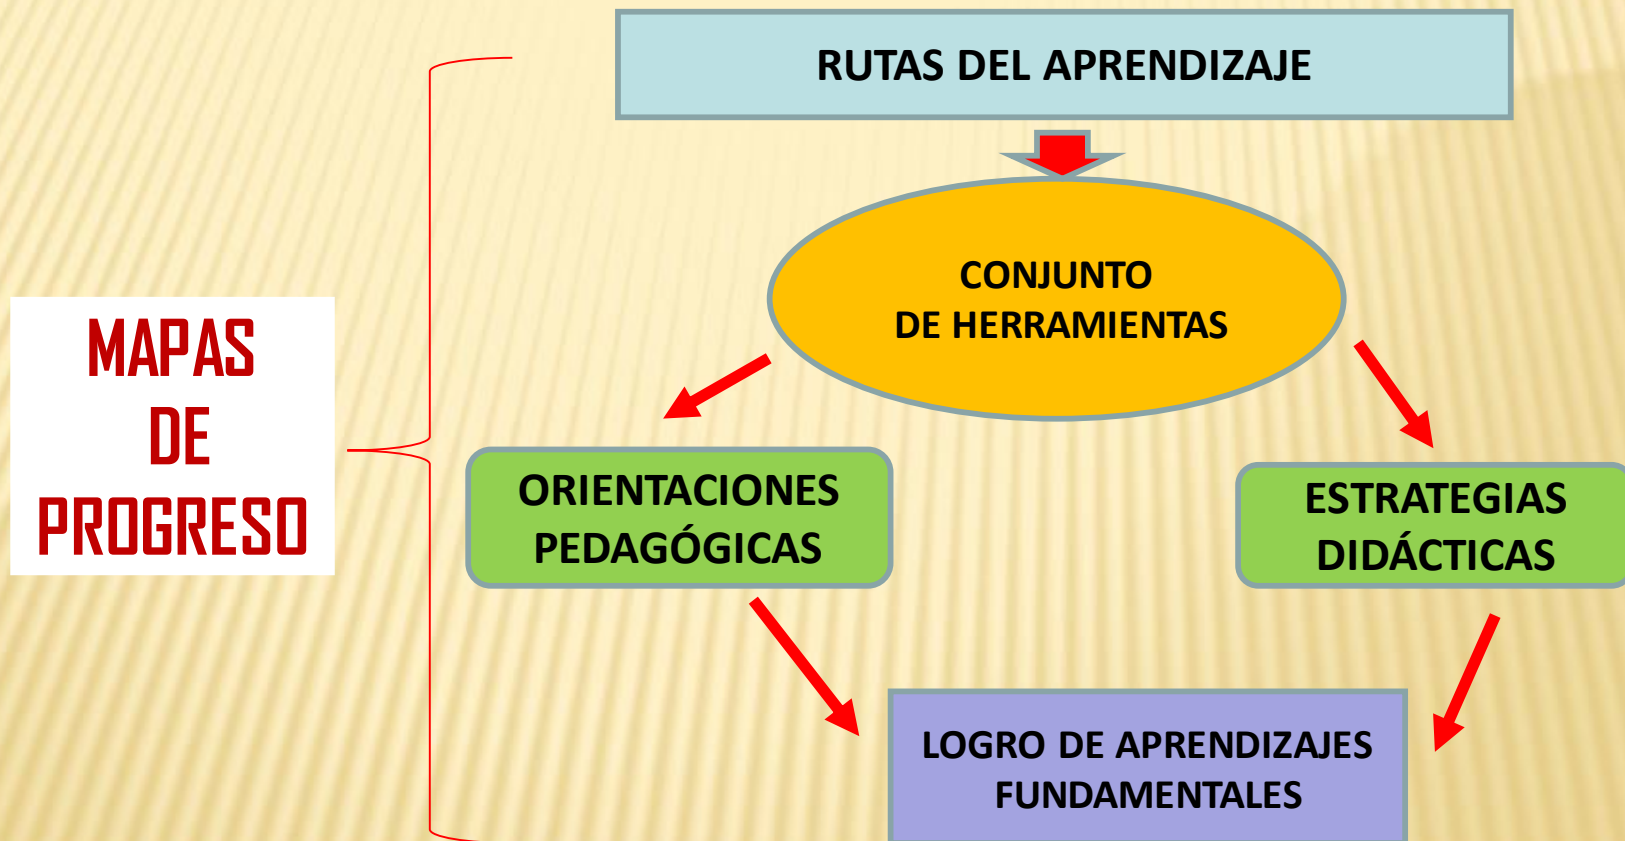 RUTAS DEL APRENDIZAJE
CONJUNTO
DE HERRAMIENTAS
MAPAS
DE
PROGRESO
ORIENTACIONES
PEDAGÓGICAS
ESTRATEGIAS
DIDÁCTICAS
LOGRO DE APRENDIZAJES
FUNDAMENTALES